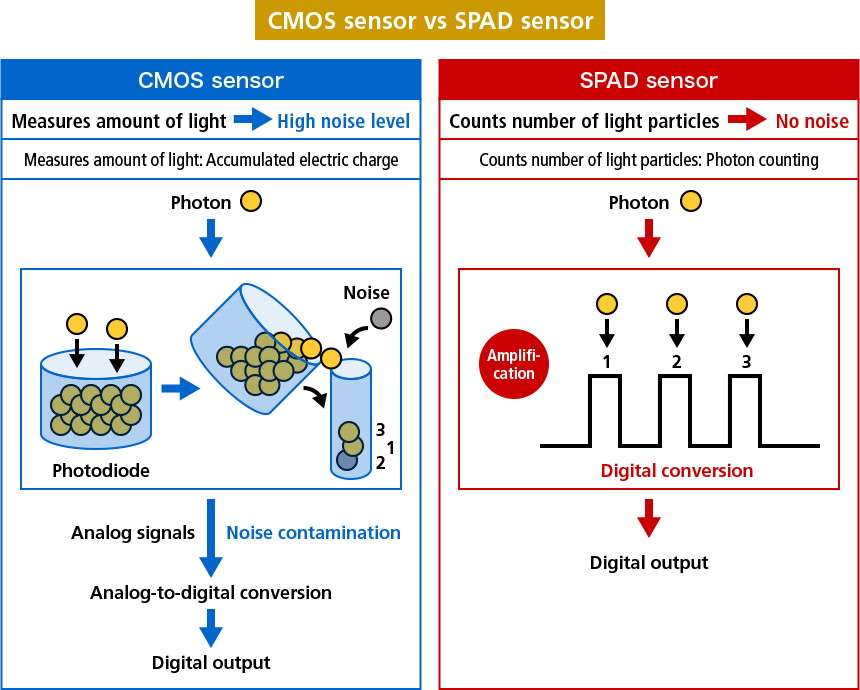 CMOS sensor vs SPAD sensor
CMOS sensor
Measures amount of light High noise level
Measures amount of light: Accumulated electric charge
Photon
Noise
Photodiode
3
1
2
Analog signals Noise contamination
Analog-to-digital conversion
Digital output
SPAD sensor
Counts number of light particles No noise
Counts number of light particles: Photon counting
Photon
Amplifi-
cation
1 2 3
Digital conversion
Digital output